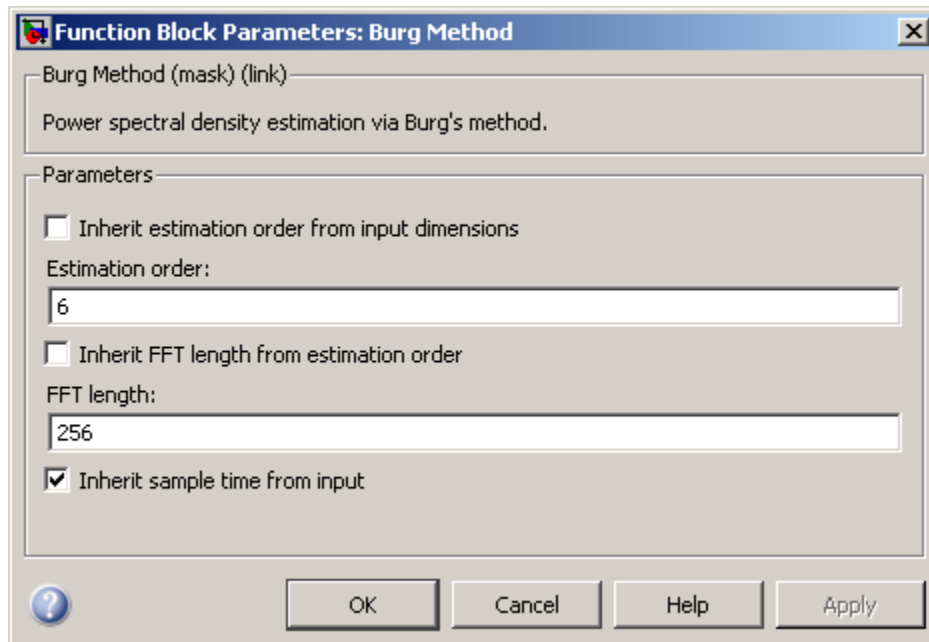 Function Block Parameters: Burg Method
Burg Method (mask) (link)
Power spectral density estimation via Burg's method.
Parameters
Inherit estimation order from input dimensions
Estimation order:
6
Inherit FFT length from estimation order
FFT length:
256
Inherit sample time from input
OK Cancel Help Apply